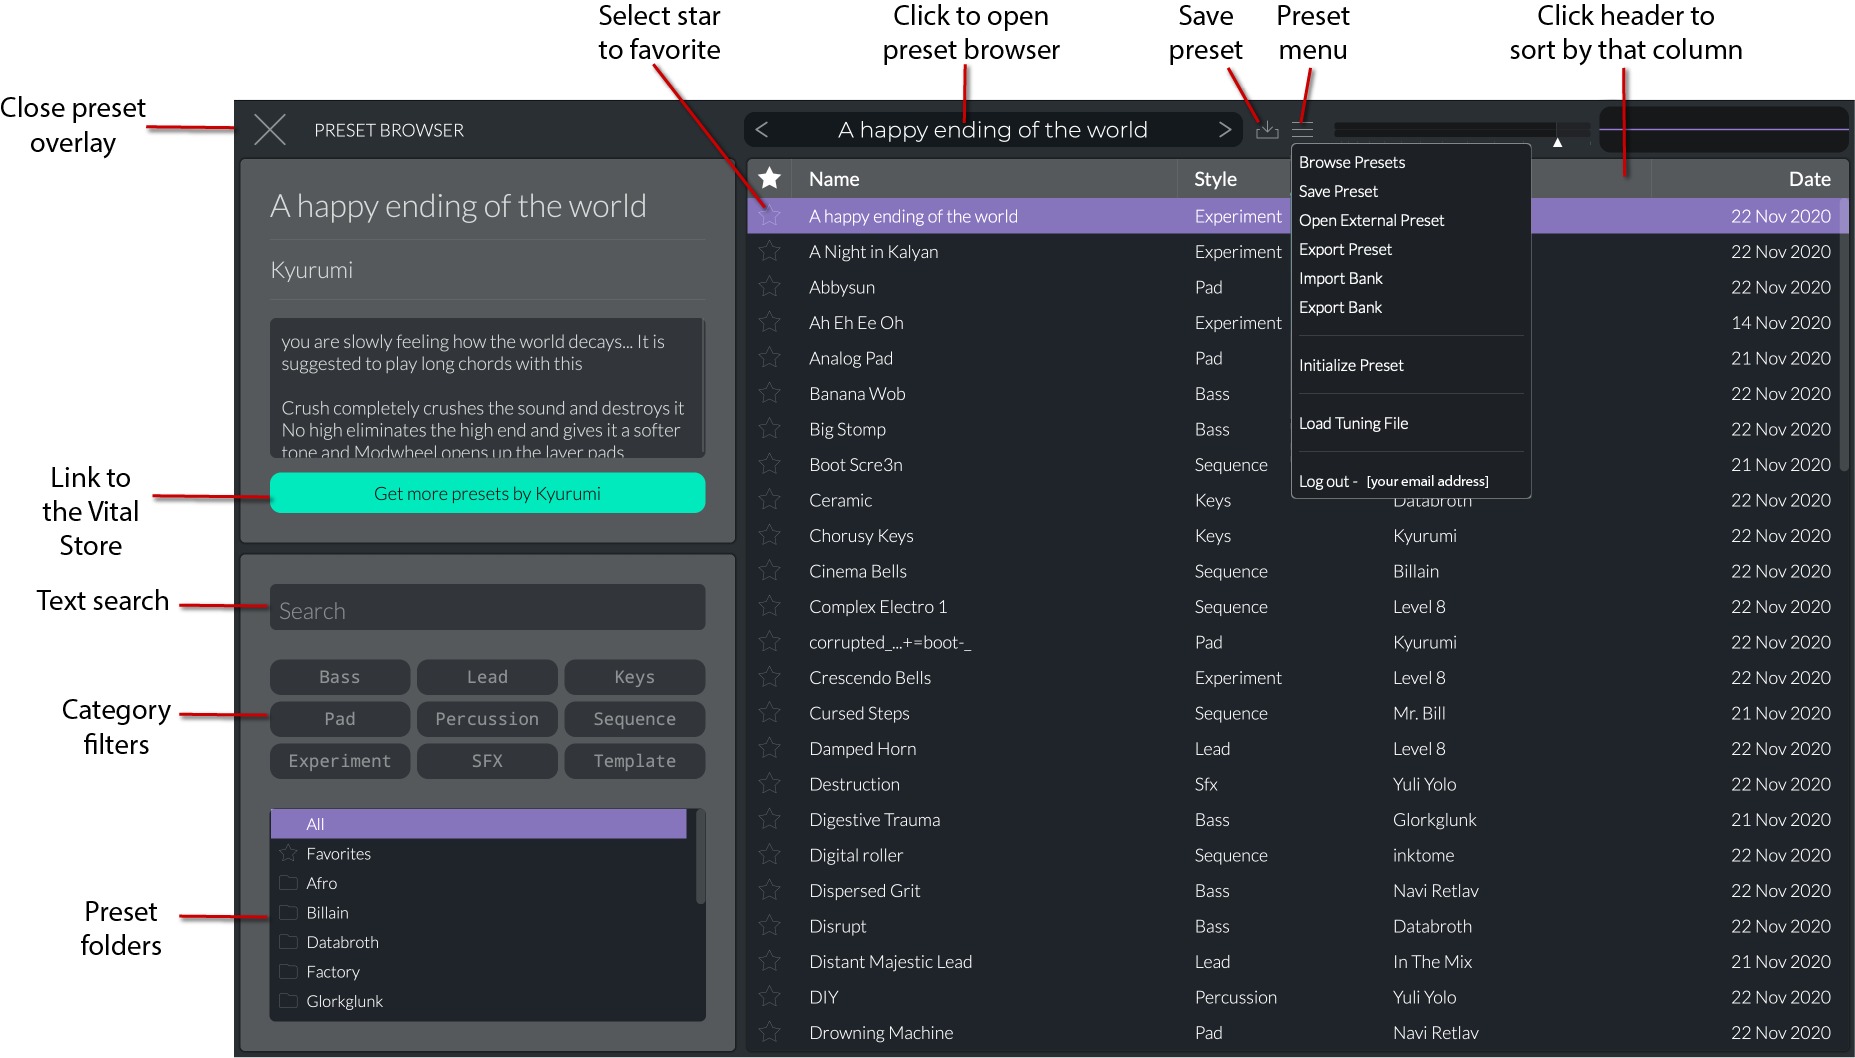 Select star
to favorite
Click to open
preset browser
Save
preset
Preset
menu
Click header to
sort by that column
Close preset
overlay
PRESET BROWSER
< A happy ending of the world >
A happy ending of the world
Kyurumi
you are slowly feeling how the world decays... It is
suggested to play long chords with this
Crush completely crushes the sound and destroys it
No high eliminates the high end and gives it a softer
tone and Modwheel opens up the layer pads
Link to
the Vital
Store
Get more presets by Kyurumi
Text search
Search
Category
filters
Bass Lead Keys
Pad Percussion Sequence
Experiment SFX Template
Preset
folders
All
Favorites
Afro
Billain
Databroth
Factory
Glorkglunk
Browse Presets
Save Preset
Open External Preset
Export Preset
Import Bank
Export Bank
Initialize Preset
Load Tuning File
Log out - [your email address]
Name Style Date
A happy ending of the world Experiment 22 Nov 2020
A Night in Kalyan Experiment 22 Nov 2020
Abbysun Pad 22 Nov 2020
Ah Eh Ee Oh Experiment 14 Nov 2020
Analog Pad Pad 21 Nov 2020
Banana Wob Bass 22 Nov 2020
Big Stomp Bass 22 Nov 2020
Boot Scre3n Sequence 21 Nov 2020
Ceramic Keys Databroth 22 Nov 2020
Chorusy Keys Keys Kyurumi 22 Nov 2020
Cinema Bells Sequence Billain 22 Nov 2020
Complex Electro 1 Sequence Level 8 22 Nov 2020
corrupted_...+=boot-_ Pad Kyurumi 22 Nov 2020
Crescendo Bells Experiment Level 8 22 Nov 2020
Cursed Steps Sequence Mr. Bill 21 Nov 2020
Damped Horn Lead Level 8 22 Nov 2020
Destruction Sfx Yuli Yolo 22 Nov 2020
Digestive Trauma Bass Glorkglunk 21 Nov 2020
Digital roller Sequence inktome 22 Nov 2020
Dispersed Grit Bass Navi Retlav 22 Nov 2020
Disrupt Bass Databroth 22 Nov 2020
Distant Majestic Lead Lead In The Mix 21 Nov 2020
DIY Percussion Yuli Yolo 22 Nov 2020
Drowning Machine Pad Navi Retlav 22 Nov 2020